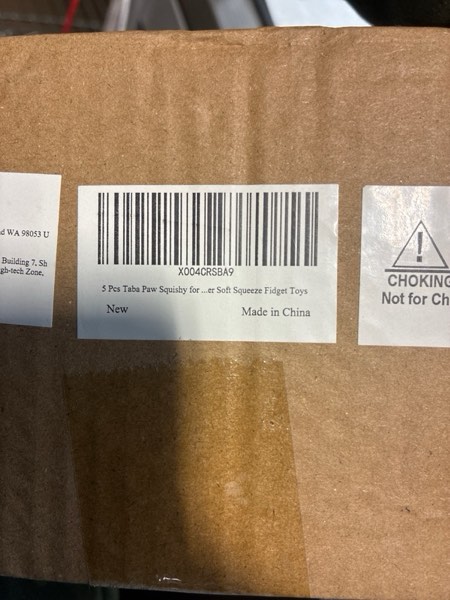 d WA 98053 U
Building 7, Sh
gh-tech Zone,
X004CRSBA9
5 Pcs Taba Paw Squishy for ...er Soft Squeeze Fidget Toys
New Made in China
CHOKING
Not for Ch